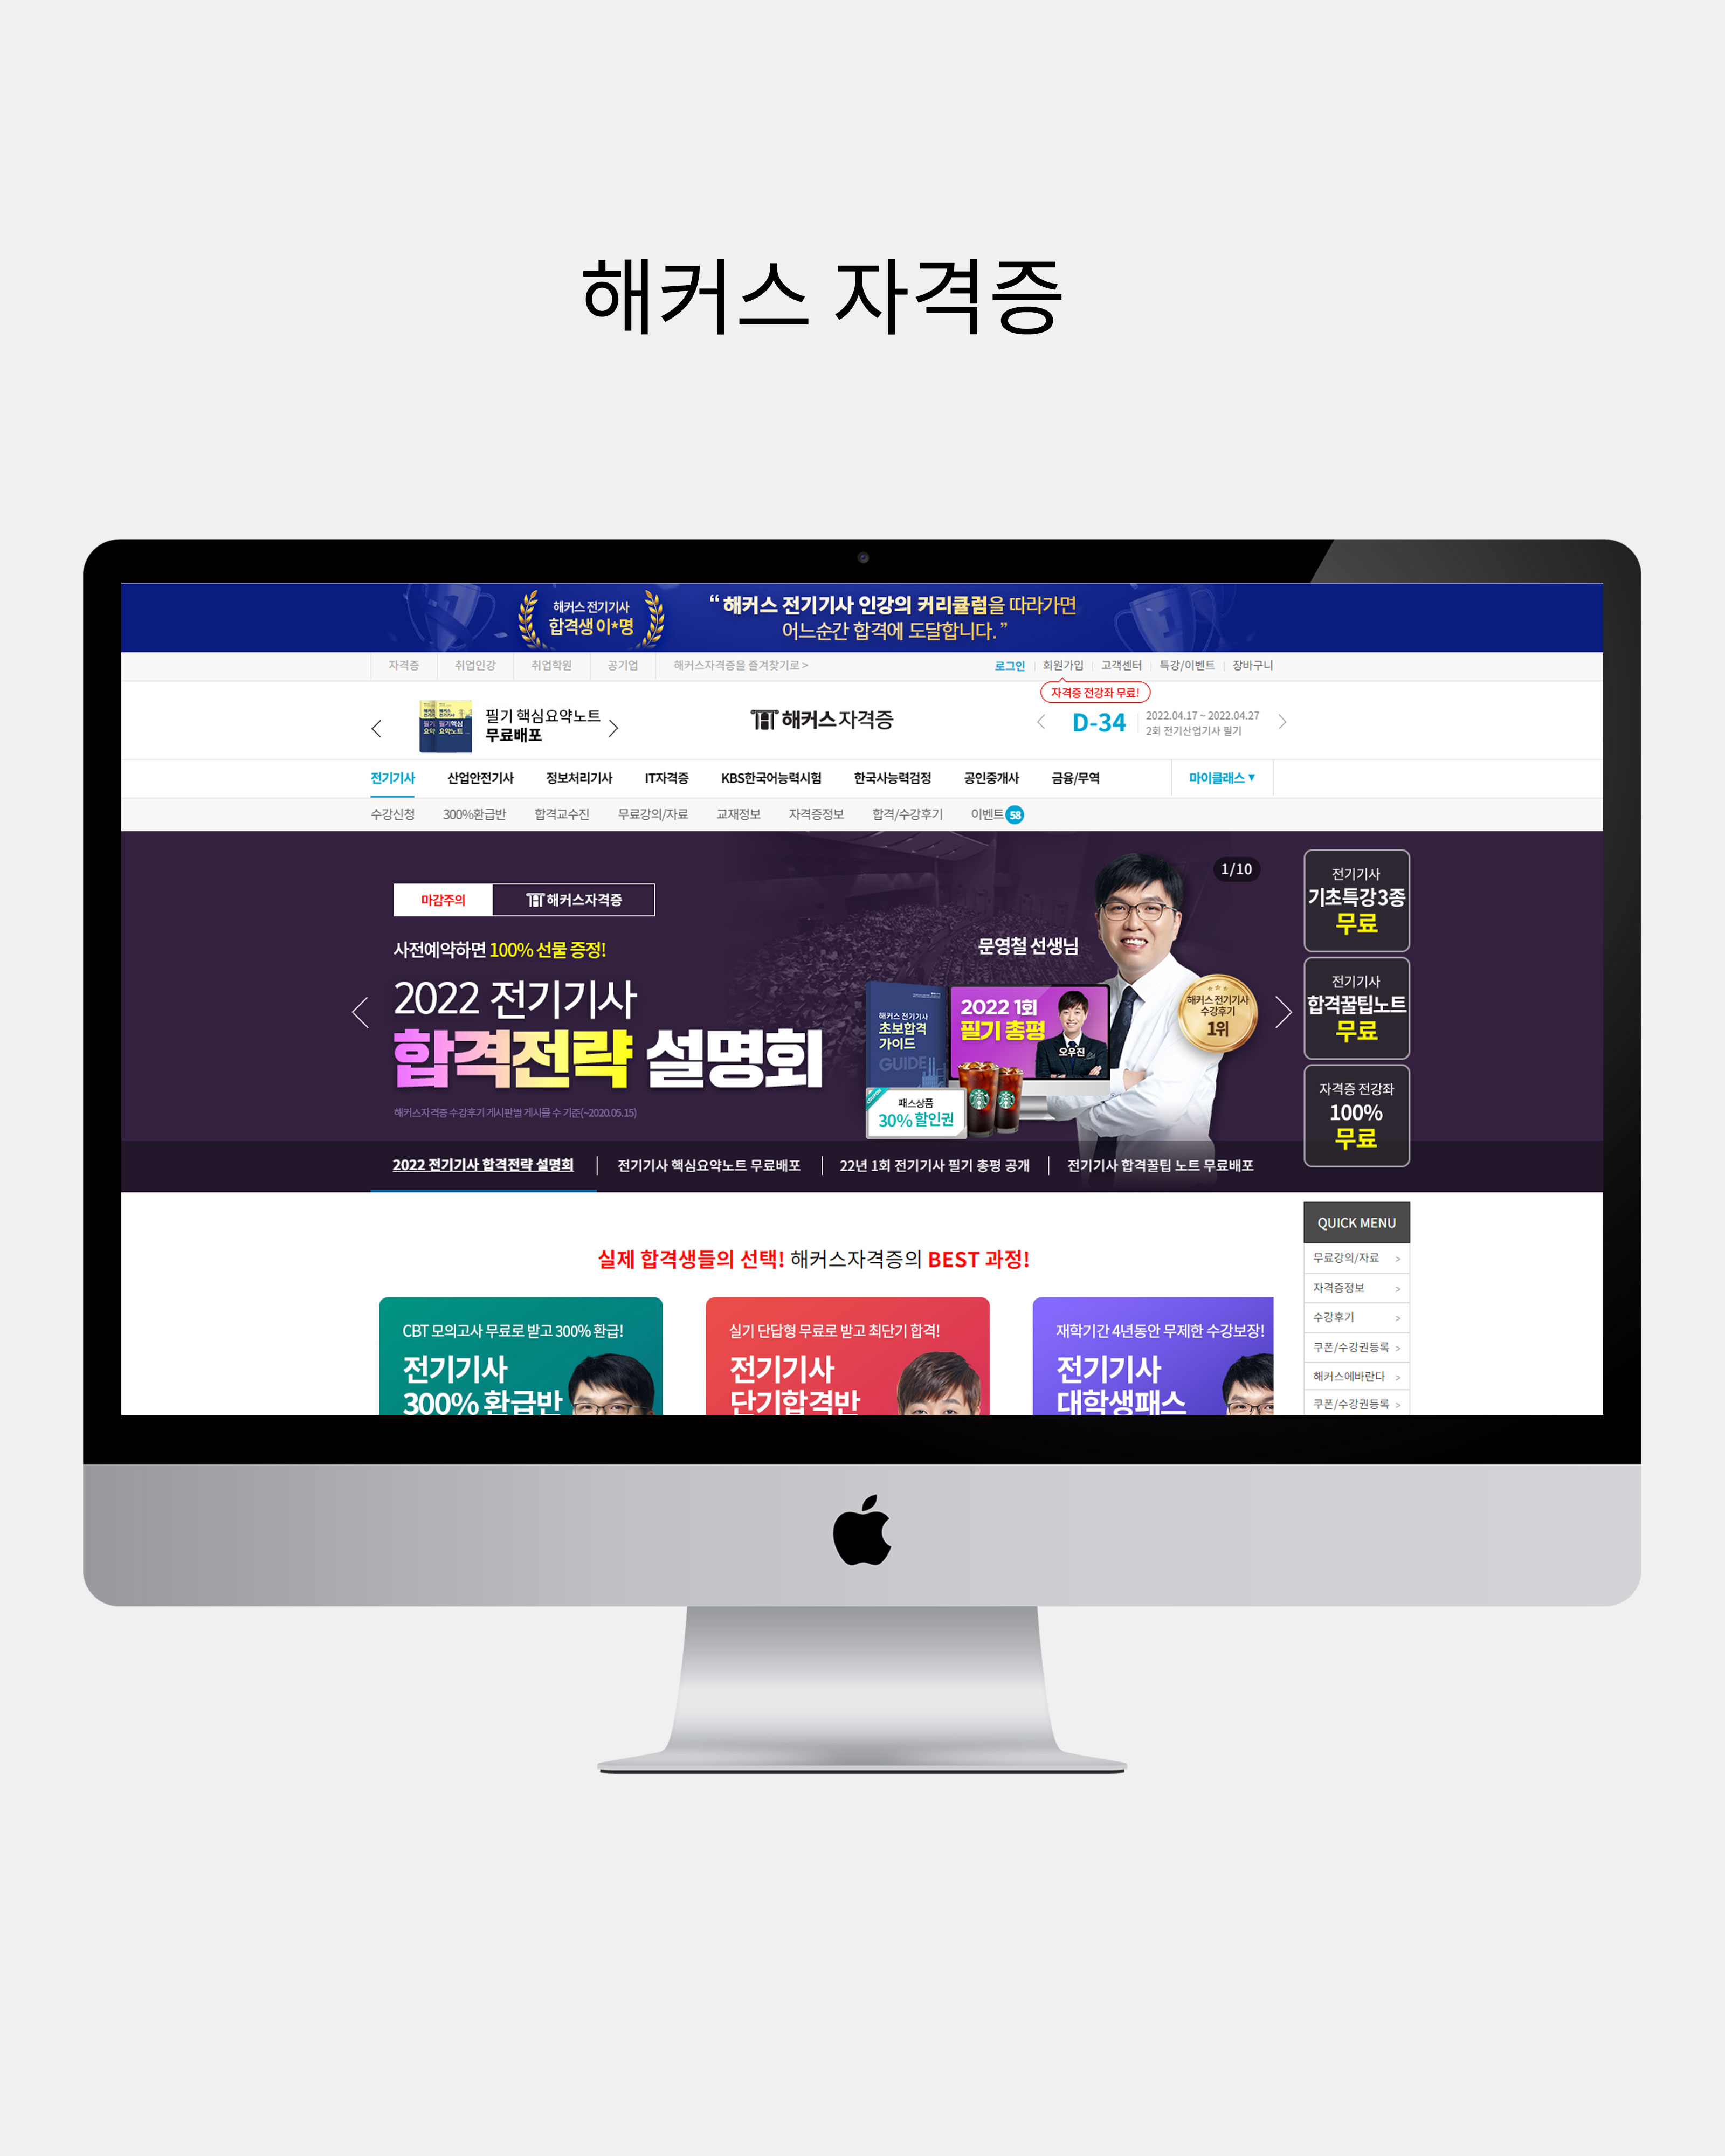 해커스 자격증
해커스 전기기사
합격생 이*명
“ 해커스 전기기사 인강의 커리큘럼을 따라가면
어느순간 합격에 도달합니다. ”
자격증 취업인강 취업학원 공기업 해커스자격증을 즐겨찾기로 >
로그인 회원가입 고객센터 특강/이벤트 장바구니
자격증 전강좌 무료!
필기 핵심요약노트
무료배포
해커스자격증
D-34
2022.04.17 ~ 2022.04.27
2회 전기산업기사 필기
전기기사 산업안전기사 정보처리기사 IT자격증 KBS한국어능력시험 한국사능력검정 공인중개사 금융/무역 마이클래스 ▼
수강신청 300%환급반 합격교수진 무료강의/자료 교재정보 자격증정보 합격/수강후기 이벤트 58
마감주의 해커스자격증
사전예약하면 100% 선물 증정!
2022 전기기사
합격전략 설명회
해커스자격증 수강후기 게시판별 게시물 수 기준(~2020.05.15)
1/10
문영철 선생님
해커스 전기기사
초보합격
가이드
GUIDE
2022 1회
필기 총평
오우진
해커스 전기기사
수강후기
1위
COUPON
패스상품
30% 할인권
전기기사
기초특강 3종
무료
전기기사
합격꿀팁노트
무료
자격증 전강좌
100%
무료
2022 전기기사 합격전략 설명회 전기기사 핵심요약노트 무료배포 22년 1회 전기기사 필기 총평 공개 전기기사 합격꿀팁 노트 무료배포
실제 합격생들의 선택! 해커스자격증의 BEST 과정!
CBT 모의고사 무료로 받고 300% 환급!
전기기사
300% 환급반
실기 단답형 무료로 받고 최단기 합격!
전기기사
단기합격반
재학기간 4년동안 무제한 수강보장!
전기기사
대학생패스
QUICK MENU
무료강의/자료 >
자격증정보 >
수강후기 >
쿠폰/수강권등록 >
해커스에바란다 >
쿠폰/수강권등록 >